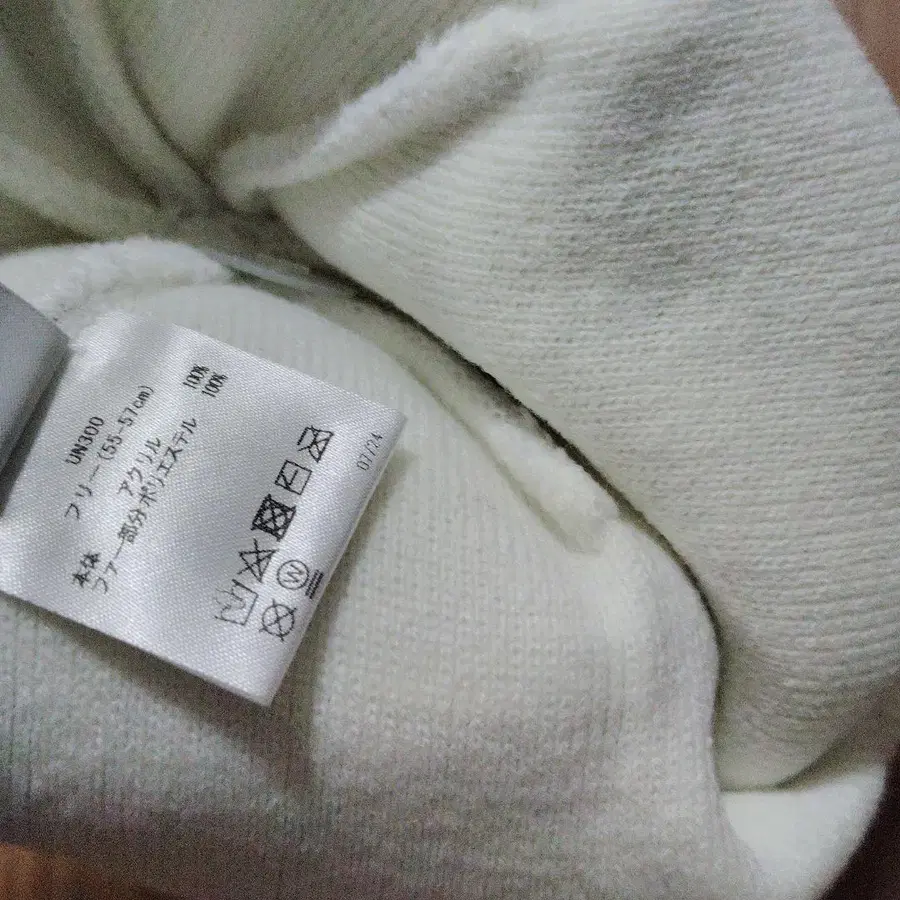 UN300
フリー(55-57cm)
本体 アクリル 100%
ファー部分 ポリエステル 100%
W
07/24